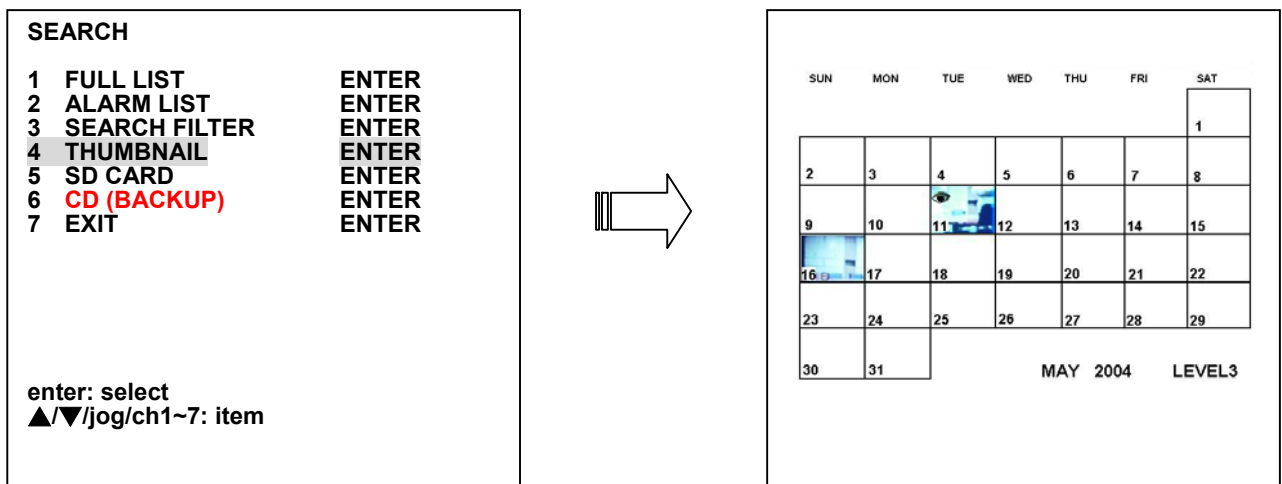 SEARCH
1 FULL LIST ENTER
2 ALARM LIST ENTER
3 SEARCH FILTER ENTER
4 THUMBNAIL ENTER
5 SD CARD ENTER
6 CD (BACKUP) ENTER
7 EXIT ENTER
enter: select
▲/▼/jog/ch1~7: item
SUN MON TUE WED THU FRI SAT
1
2 3 4 5 6 7 8
9 10 11 12 13 14 15
16 17 18 19 20 21 22
23 24 25 26 27 28 29
30 31 MAY 2004 LEVEL3